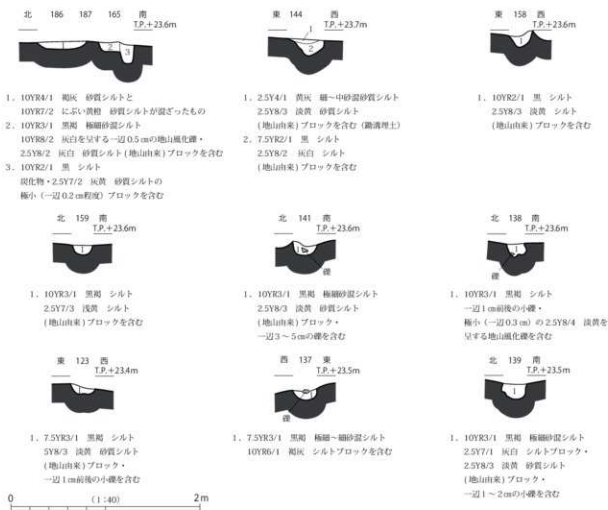 北 186 187 165 南
T.P.+23.6m
1 2 3
1. 10YR4/1 褐灰 砂質シルトと
10YR7/2 にぶい黄橙 砂質シルトが混ざったもの
2. 10YR3/1 黒褐 極細砂混シルト
10YR8/2 灰白を呈する一辺0.5㎝の地山風化礫・
2.5Y8/2 灰白 砂質シルト(地山由来)ブロックを含む
3. 10YR2/1 黒 シルト
炭化物・2.5Y7/2 灰黄 砂質シルトの
極小(一辺0.2㎝程度)ブロックを含む
東 144 西
T.P.+23.7m
1
2
1. 2.5Y4/1 黄灰 細~中砂混砂質シルト
2.5Y8/3 淡黄 砂質シルト
(地山由来)ブロックを含む(鋤溝埋土)
2. 7.5YR2/1 黒 シルト
2.5Y8/2 灰白 シルト
(地山由来)ブロックを含む
東 158 西
T.P.+23.6m
1
1. 10YR2/1 黒 シルト
2.5Y8/3 淡黄 シルト
(地山由来)ブロックを含む
北 159 南
T.P.+23.6m
1
1. 10YR3/1 黒褐 シルト
2.5Y7/3 浅黄 シルト
(地山由来)ブロックを含む
北 141 南
T.P.+23.6m
1
礫
1. 10YR3/1 黒褐 極細砂混シルト
2.5Y8/3 淡黄 砂質シルト
(地山由来)ブロック・
一辺3~5㎝の礫を含む
北 138 南
T.P.+23.6m
1
礫
1. 10YR3/1 黒褐 シルト
一辺1㎝前後の小礫・
極小(一辺0.3㎝)の2.5Y8/4 淡黄を
呈する地山風化礫を含む
東 123 西
T.P.+23.4m
1
1. 7.5YR3/1 黒褐 シルト
5Y8/3 淡黄 砂質シルト
(地山由来)ブロック・
一辺1㎝前後の小礫を含む
西 137 東
T.P.+23.5m
1
礫
1. 7.5YR3/1 黒褐 極細~細砂混シルト
10YR6/1 褐灰 シルトブロックを含む
北 139 南
T.P.+23.5m
1
1. 10YR3/1 黒褐 極細砂混シルト
2.5Y7/1 灰白 シルトブロック・
2.5Y8/3 淡黄 砂質シルト
(地山由来)ブロック・
一辺1~2㎝の小礫を含む
0 (1:40) 2m